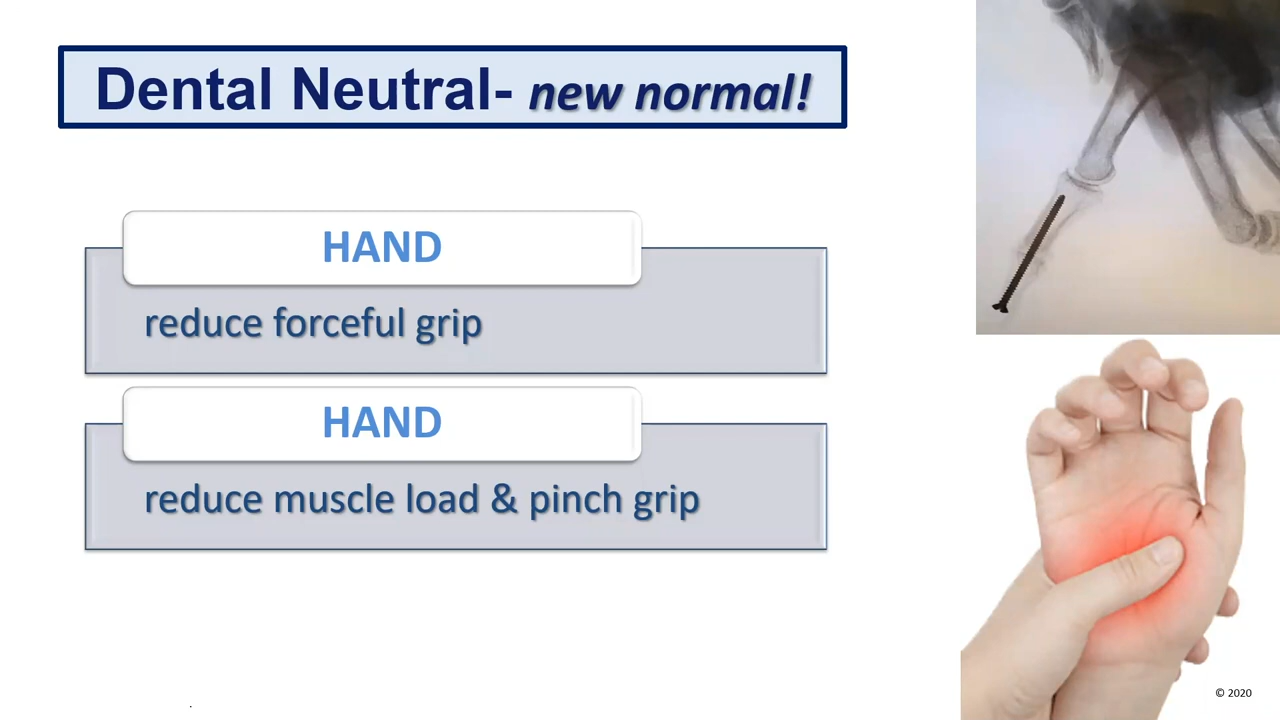 Dental Neutral- new normal!
HAND
reduce forceful grip
HAND
reduce muscle load & pinch grip
© 2020